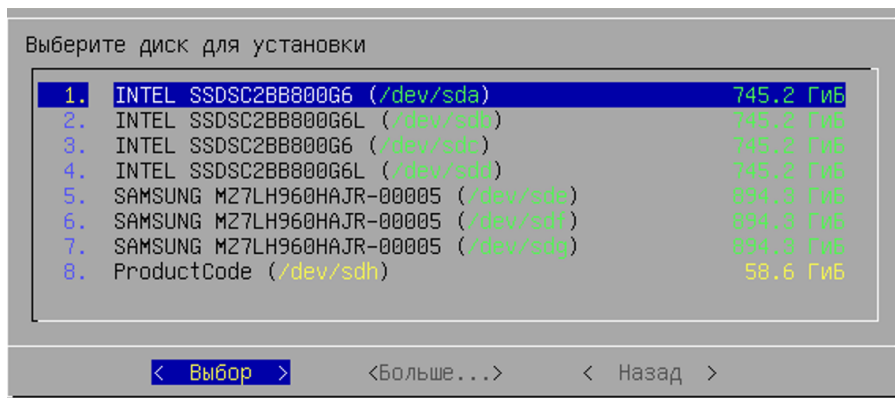 Выберите диск для установки
1. INTEL SSDSC2BB800G6 (/dev/sda) 745.2 ГиБ
2. INTEL SSDSC2BB800G6L (/dev/sdb) 745.2 ГиБ
3. INTEL SSDSC2BB800G6 (/dev/sdc) 745.2 ГиБ
4. INTEL SSDSC2BB800G6L (/dev/sdd) 745.2 ГиБ
5. SAMSUNG MZ7LH960HAJR-00005 (/dev/sde) 894.3 ГиБ
6. SAMSUNG MZ7LH960HAJR-00005 (/dev/sdf) 894.3 ГиБ
7. SAMSUNG MZ7LH960HAJR-00005 (/dev/sdg) 894.3 ГиБ
8. ProductCode (/dev/sdh) 58.6 ГиБ
< Выбор > <Больше...> < Назад >